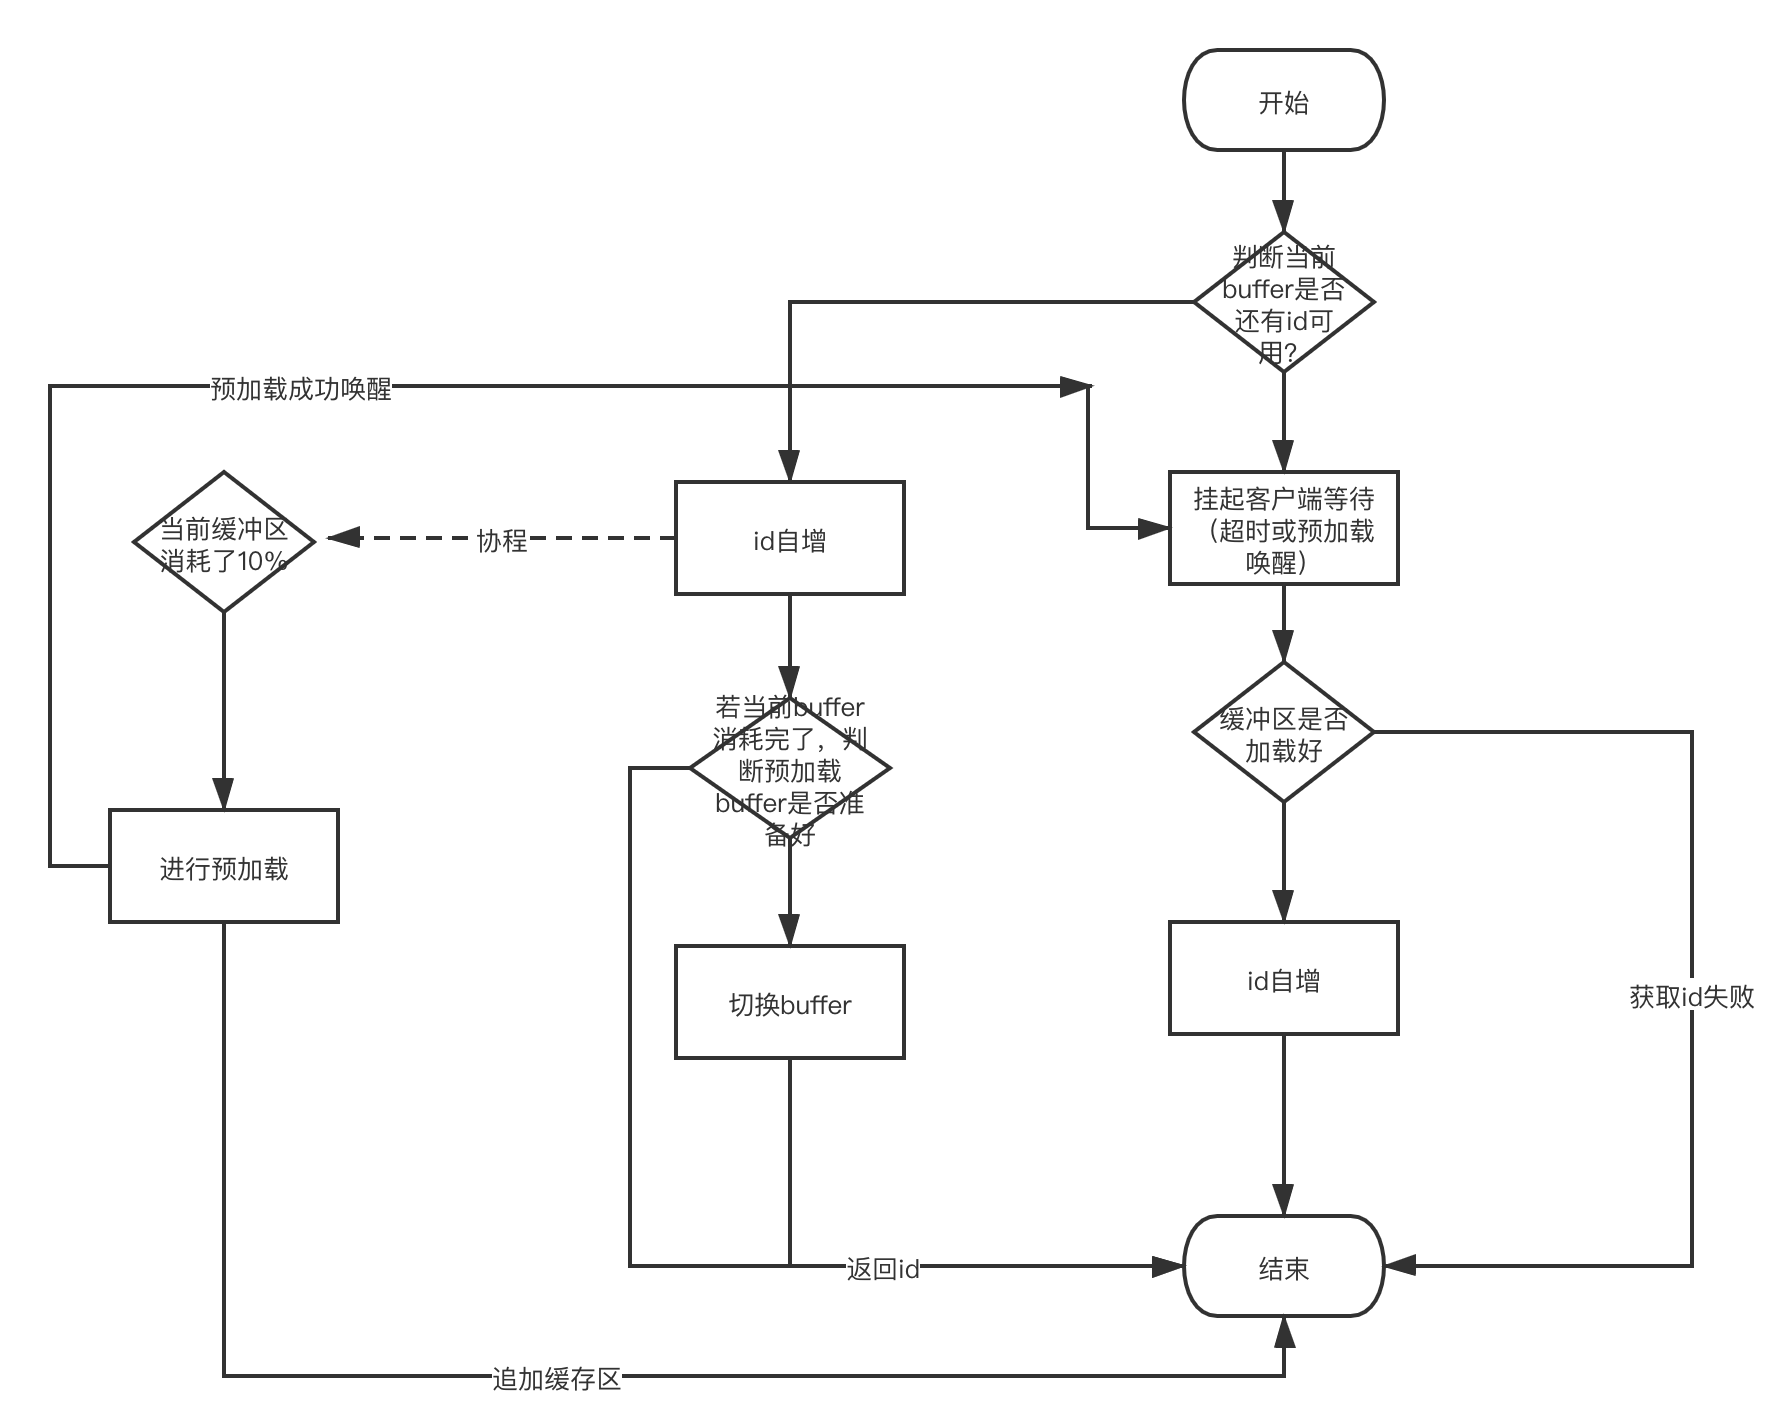 开始
判断当前
buffer是否
还有id可
用？
预加载成功唤醒
当前缓冲区
消耗了10%
协程
id自增
挂起客户端等待
（超时或预加载
唤醒）
若当前buffer
消耗完了，判
断预加载
buffer是否准
备好
缓冲区是否
加载好
进行预加载
切换buffer
id自增
获取id失败
返回id
结束
追加缓存区